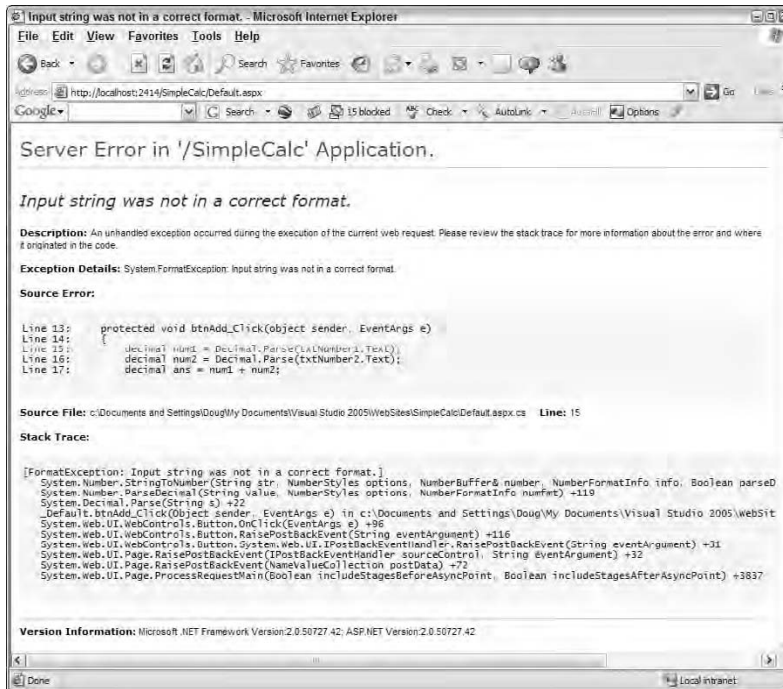 Input string was not in a correct format. - Microsoft Internet Explorer
File Edit View Favorites Tools Help
Back Search Favorites
Address http://localhost:2414/SimpleCalc/Default.aspx Go
Google Search 15 blocked Check AutoLink Options
Server Error in '/SimpleCalc' Application.
Input string was not in a correct format.
Description: An unhandled exception occurred during the execution of the current web request. Please review the stack trace for more information about the error and where
it originated in the code.
Exception Details: System.FormatException: Input string was not in a correct format.
Source Error:
Line 13: protected void btnAdd_Click(object sender, EventArgs e)
Line 14: {
Line 15: decimal num1 = Decimal.Parse(txtNumber1.Text);
Line 16: decimal num2 = Decimal.Parse(txtNumber2.Text);
Line 17: decimal ans = num1 + num2;
Source File: c:\Documents and Settings\Doug\My Documents\Visual Studio 2005\WebSites\SimpleCalc\Default.aspx.cs Line: 15
Stack Trace:
[FormatException: Input string was not in a correct format.]
System.Number.StringToNumber(String str, NumberStyles options, NumberBuffer& number, NumberFormatInfo info, Boolean parseD
System.Number.ParseDecimal(String value, NumberStyles options, NumberFormatInfo numfmt) +119
System.Decimal.Parse(String s) +22
_Default.btnAdd_Click(Object sender, EventArgs e) in c:\Documents and Settings\Doug\My Documents\Visual Studio 2005\WebSit
System.Web.UI.WebControls.Button.OnClick(EventArgs e) +96
System.Web.UI.WebControls.Button.RaisePostBackEvent(String eventArgument) +116
System.Web.UI.WebControls.Button.System.Web.UI.IPostBackEventHandler.RaisePostBackEvent(String eventArgument) +31
System.Web.UI.Page.RaisePostBackEvent(IPostBackEventHandler sourceControl, String eventArgument) +32
System.Web.UI.Page.RaisePostBackEvent(NameValueCollection postData) +72
System.Web.UI.Page.ProcessRequestMain(Boolean includeStagesBeforeAsyncPoint, Boolean includeStagesAfterAsyncPoint) +3837
Version Information: Microsoft .NET Framework Version:2.0.50727.42; ASP.NET Version:2.0.50727.42
Done Local intranet